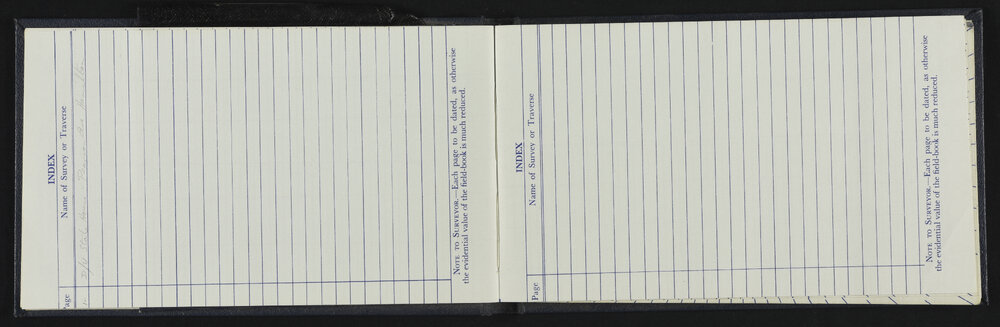 INDEX
Page Name of Survey or Traverse
State
NOTE TO SURVEYOR.—Each page to be dated, as otherwise
the evidential value of the field-book is much reduced.
INDEX
Page Name of Survey or Traverse
NOTE TO SURVEYOR.—Each page to be dated, as otherwise
the evidential value of the field-book is much reduced.